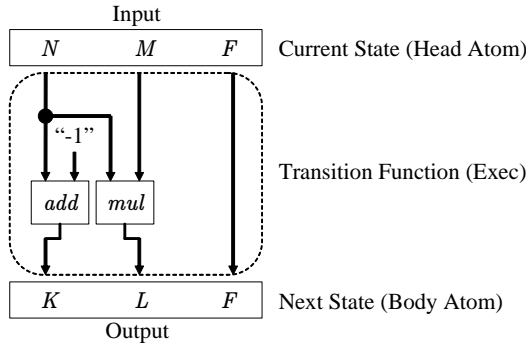 Input
N M F Current State (Head Atom)
“-1”
add mul Transition Function (Exec)
K L F Next State (Body Atom)
Output